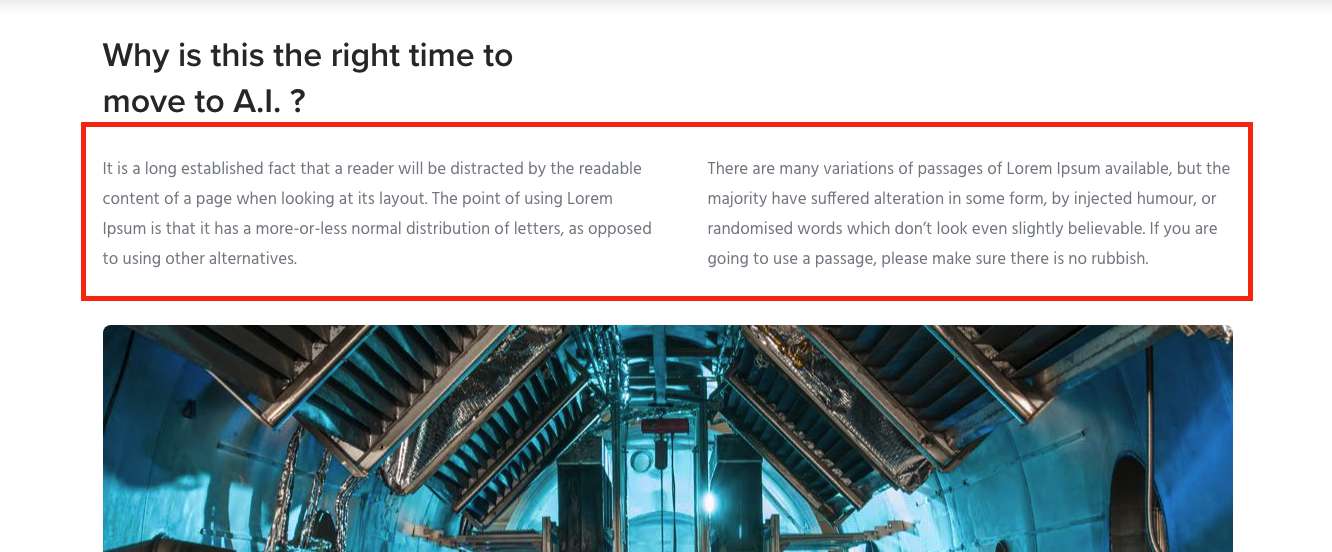 Why is this the right time to
move to A.I. ?
It is a long established fact that a reader will be distracted by the readable
content of a page when looking at its layout. The point of using Lorem
Ipsum is that it has a more-or-less normal distribution of letters, as opposed
to using other alternatives.
There are many variations of passages of Lorem Ipsum available, but the
majority have suffered alteration in some form, by injected humour, or
randomised words which don’t look even slightly believable. If you are
going to use a passage, please make sure there is no rubbish.